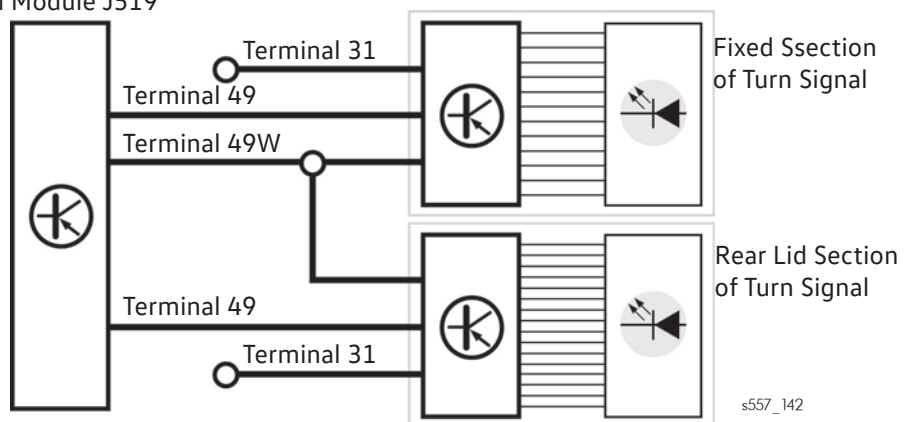 Module J519
Terminal 31
Terminal 49
Terminal 49W
Fixed Ssection
of Turn Signal
Terminal 49
Terminal 31
Rear Lid Section
of Turn Signal
s557_142